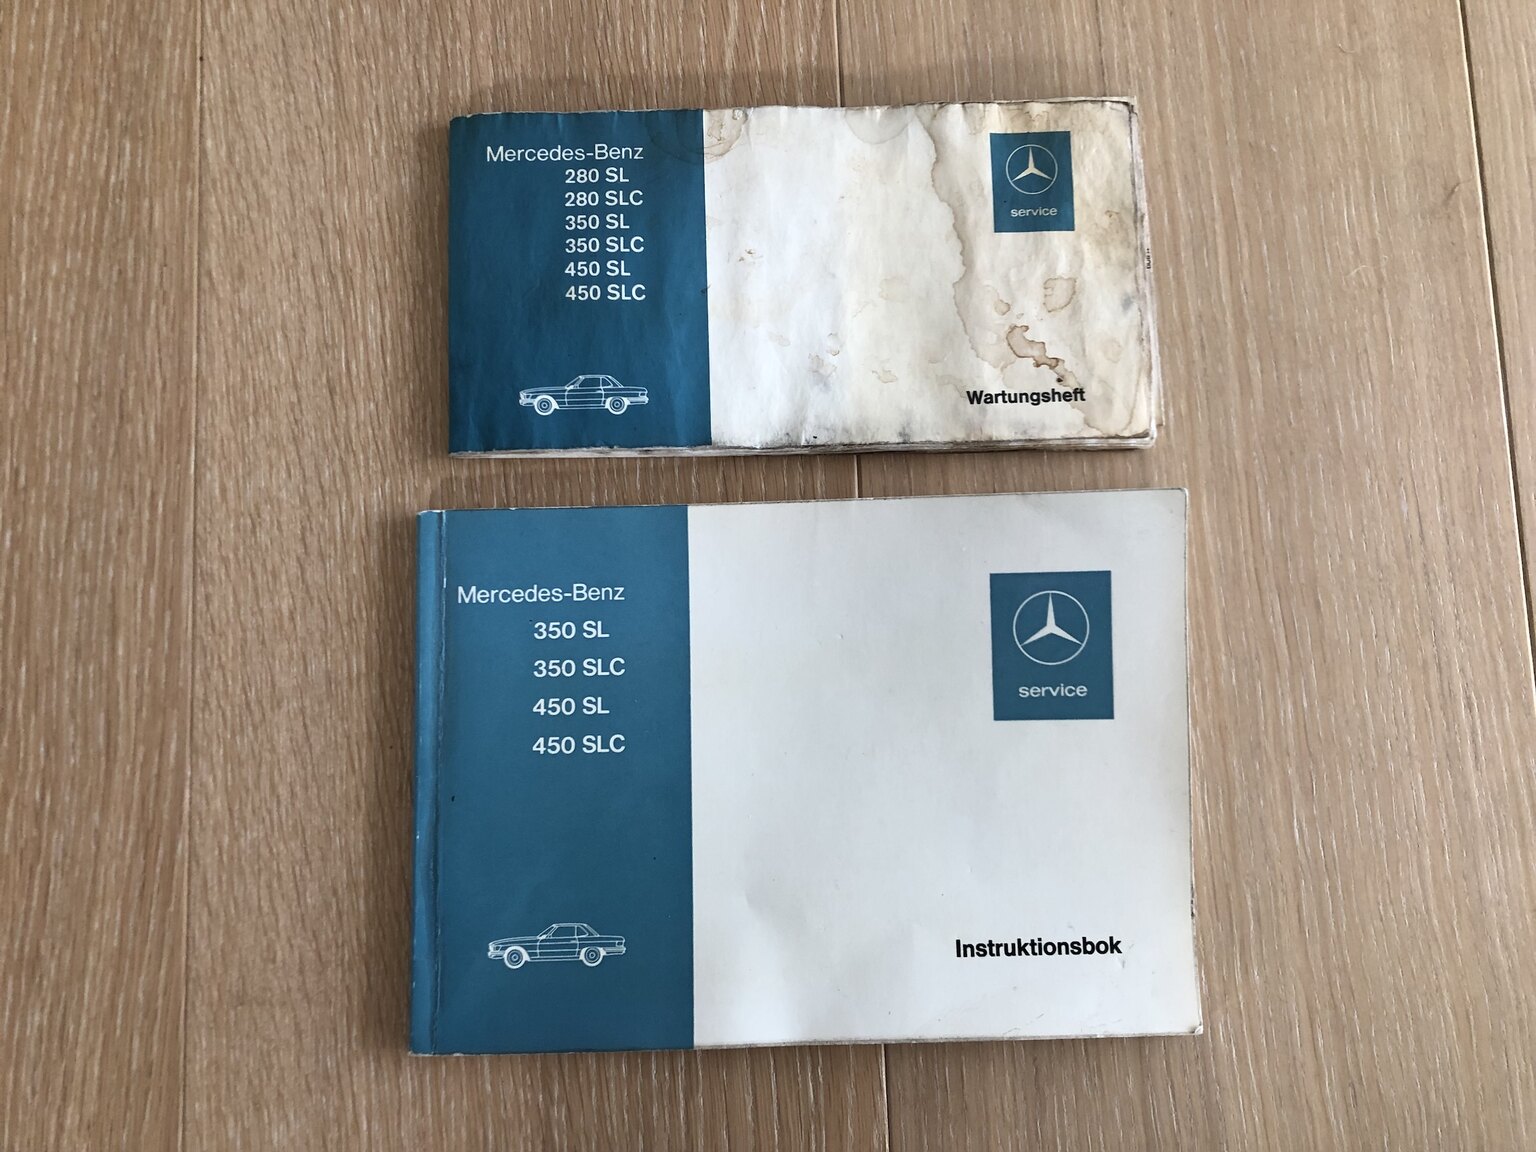 Mercedes-Benz
280 SL
280 SLC
350 SL
350 SLC
450 SL
450 SLC
service
Wartungsheft
Mercedes-Benz
350 SL
350 SLC
450 SL
450 SLC
service
Instruktionsbok